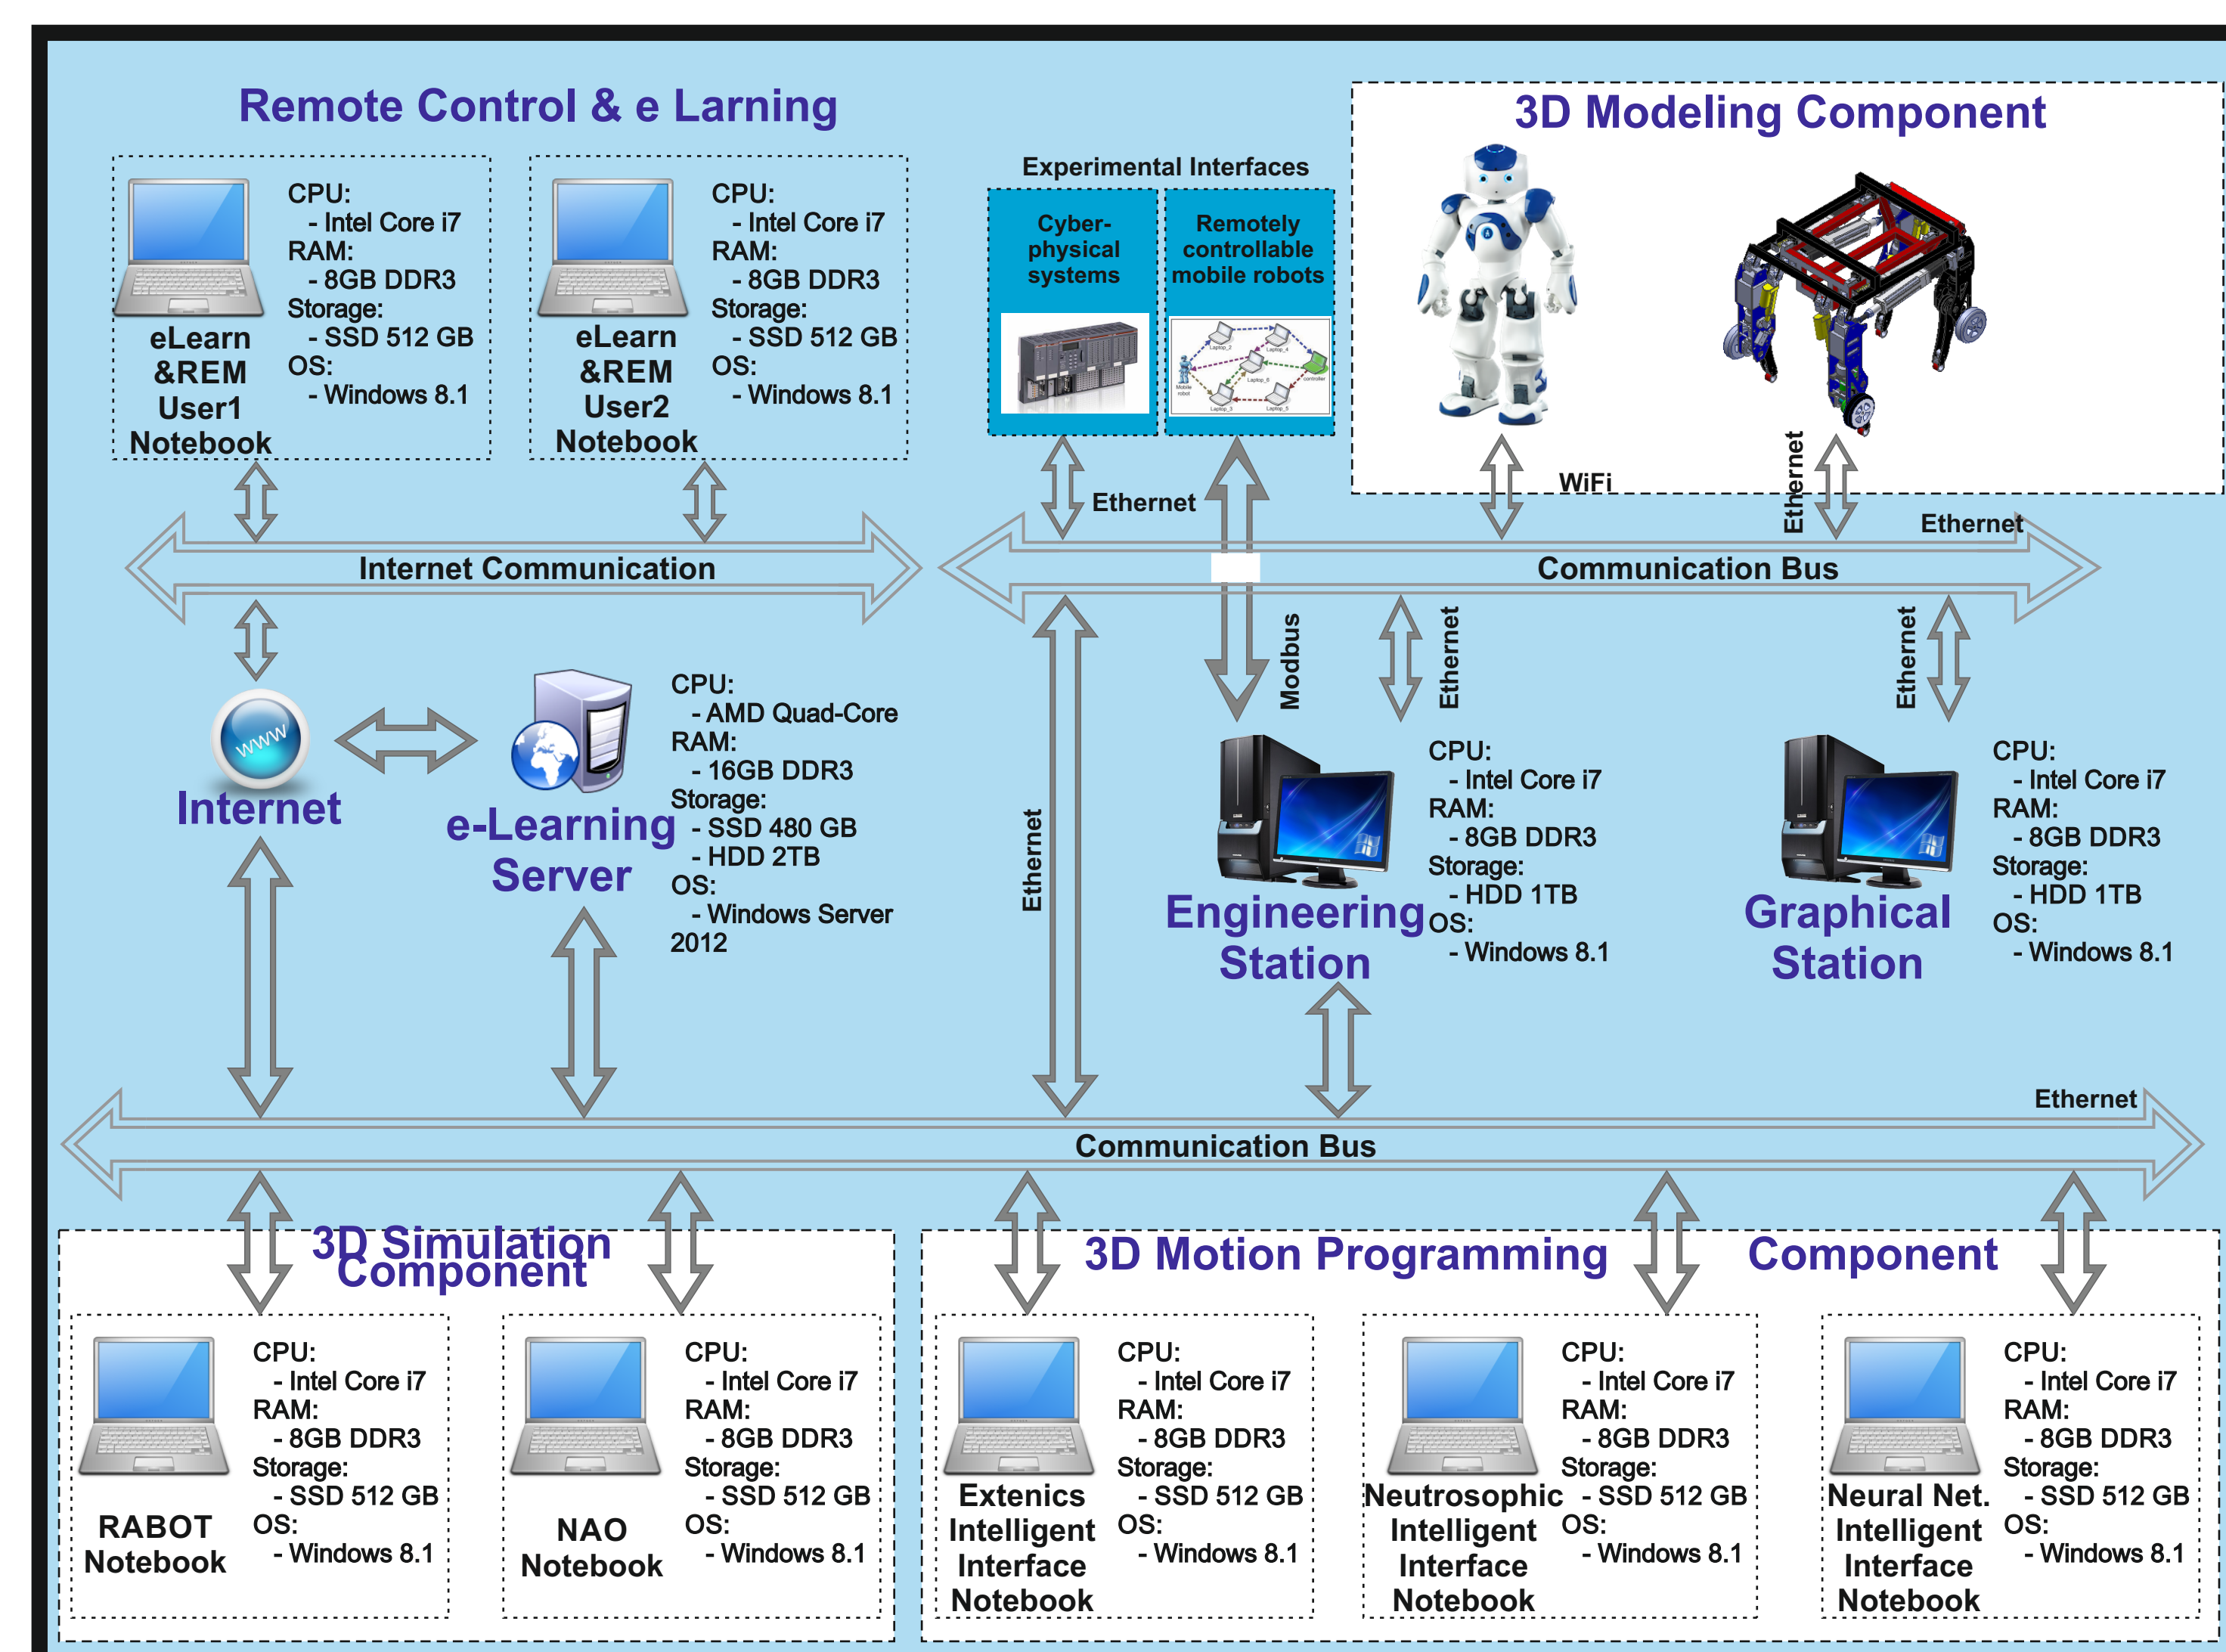 Remote Control & e Larning
3D Modeling Component
CPU:
- Intel Core i7
RAM:
- 8GB DDR3
Storage:
- SSD 512 GB
OS:
- Windows 8.1
eLearn
&REM
User1
Notebook
CPU:
- Intel Core i7
RAM:
- 8GB DDR3
Storage:
- SSD 512 GB
OS:
- Windows 8.1
eLearn
&REM
User2
Notebook
Experimental Interfaces
Cyber-
physical
systems
Remotely
controllable
mobile robots
Laptop_2
Laptop_4
Laptop_6
controller
Mobile
robot
Laptop_3
Laptop_5
Ethernet
WiFi
Ethernet
Ethernet
Internet Communication
Communication Bus
Modbus
Ethernet
Ethernet
Ethernet
www
Internet
e-Learning
Server
CPU:
- AMD Quad-Core
RAM:
- 16GB DDR3
Storage:
- SSD 480 GB
- HDD 2TB
OS:
- Windows Server
2012
Engineering
Station
CPU:
- Intel Core i7
RAM:
- 8GB DDR3
Storage:
- HDD 1TB
OS:
- Windows 8.1
Graphical
Station
CPU:
- Intel Core i7
RAM:
- 8GB DDR3
Storage:
- HDD 1TB
OS:
- Windows 8.1
Ethernet
Communication Bus
3D Simulation
Component
3D Motion Programming Component
CPU:
- Intel Core i7
RAM:
- 8GB DDR3
Storage:
- SSD 512 GB
OS:
- Windows 8.1
RABOT
Notebook
CPU:
- Intel Core i7
RAM:
- 8GB DDR3
Storage:
- SSD 512 GB
OS:
- Windows 8.1
NAO
Notebook
CPU:
- Intel Core i7
RAM:
- 8GB DDR3
Storage:
- SSD 512 GB
OS:
- Windows 8.1
Extenics
Intelligent
Interface
Notebook
CPU:
- Intel Core i7
RAM:
- 8GB DDR3
Storage:
- SSD 512 GB
OS:
- Windows 8.1
Neutrosophic
Intelligent
Interface
Notebook
CPU:
- Intel Core i7
RAM:
- 8GB DDR3
Storage:
- SSD 512 GB
OS:
- Windows 8.1
Neural Net.
Intelligent
Interface
Notebook